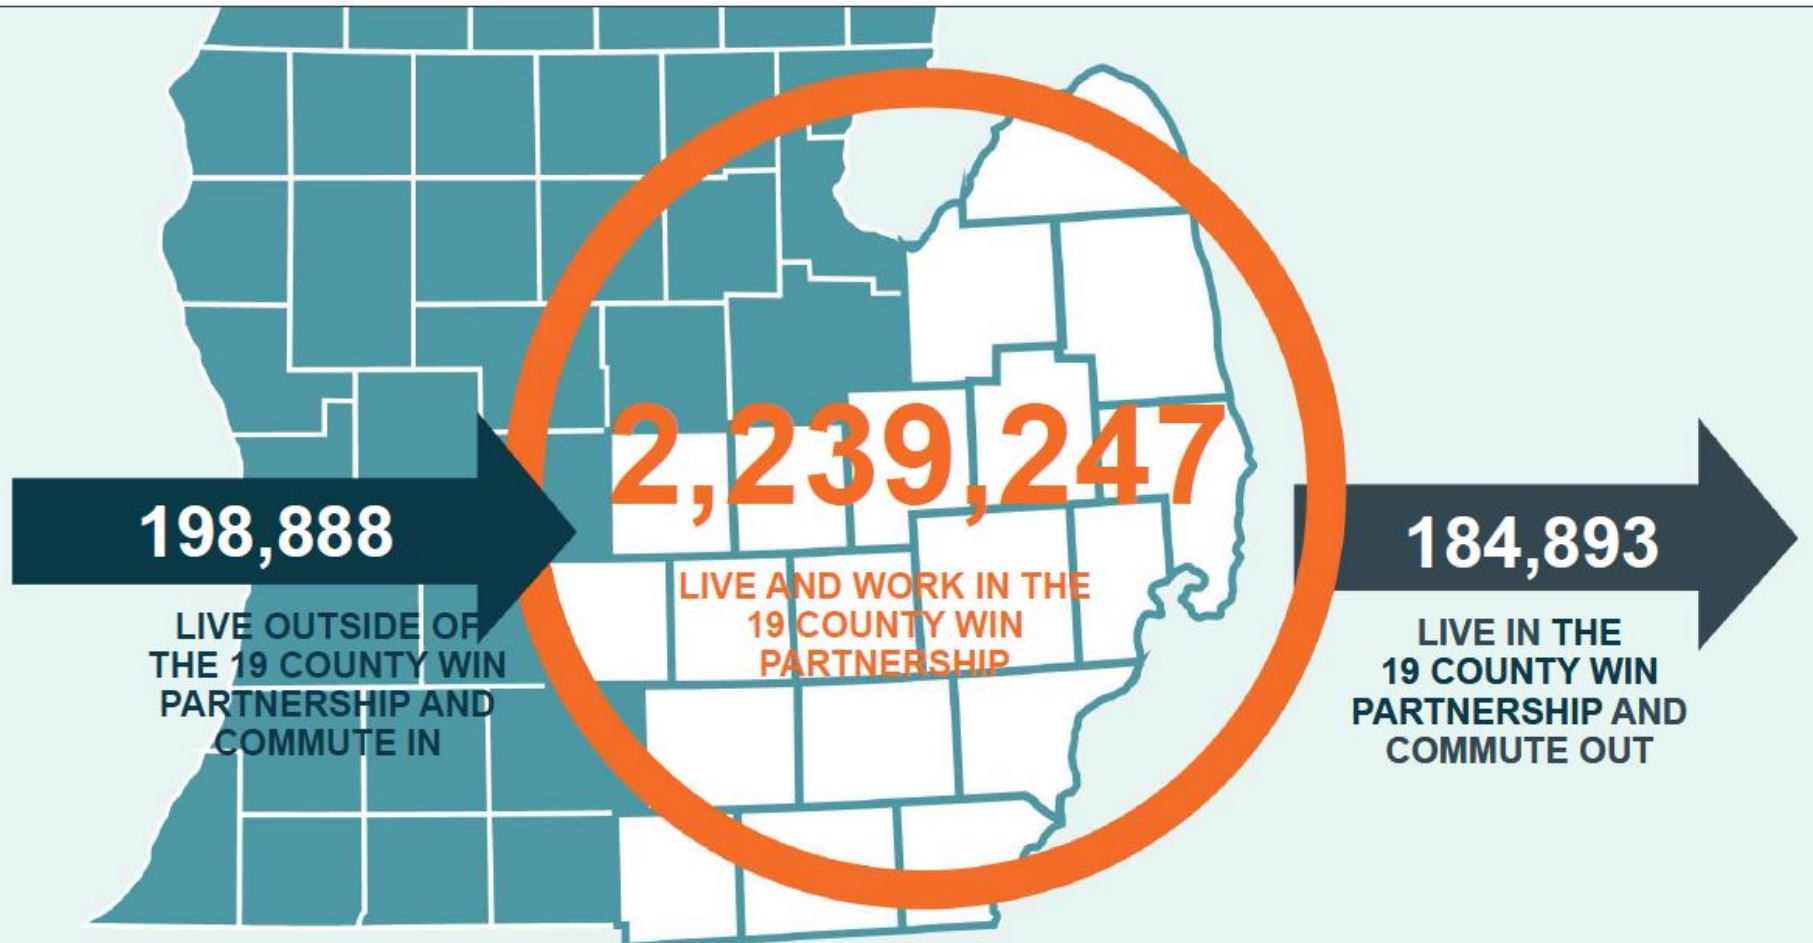 2,239,247
198,888
184,893
LIVE AND WORK IN THE
19 COUNTY WIN
PARTNERSHIP
LIVE OUTSIDE OF
THE 19 COUNTY WIN
PARTNERSHIP AND
COMMUTE IN
LIVE IN THE
19 COUNTY WIN
PARTNERSHIP AND
COMMUTE OUT